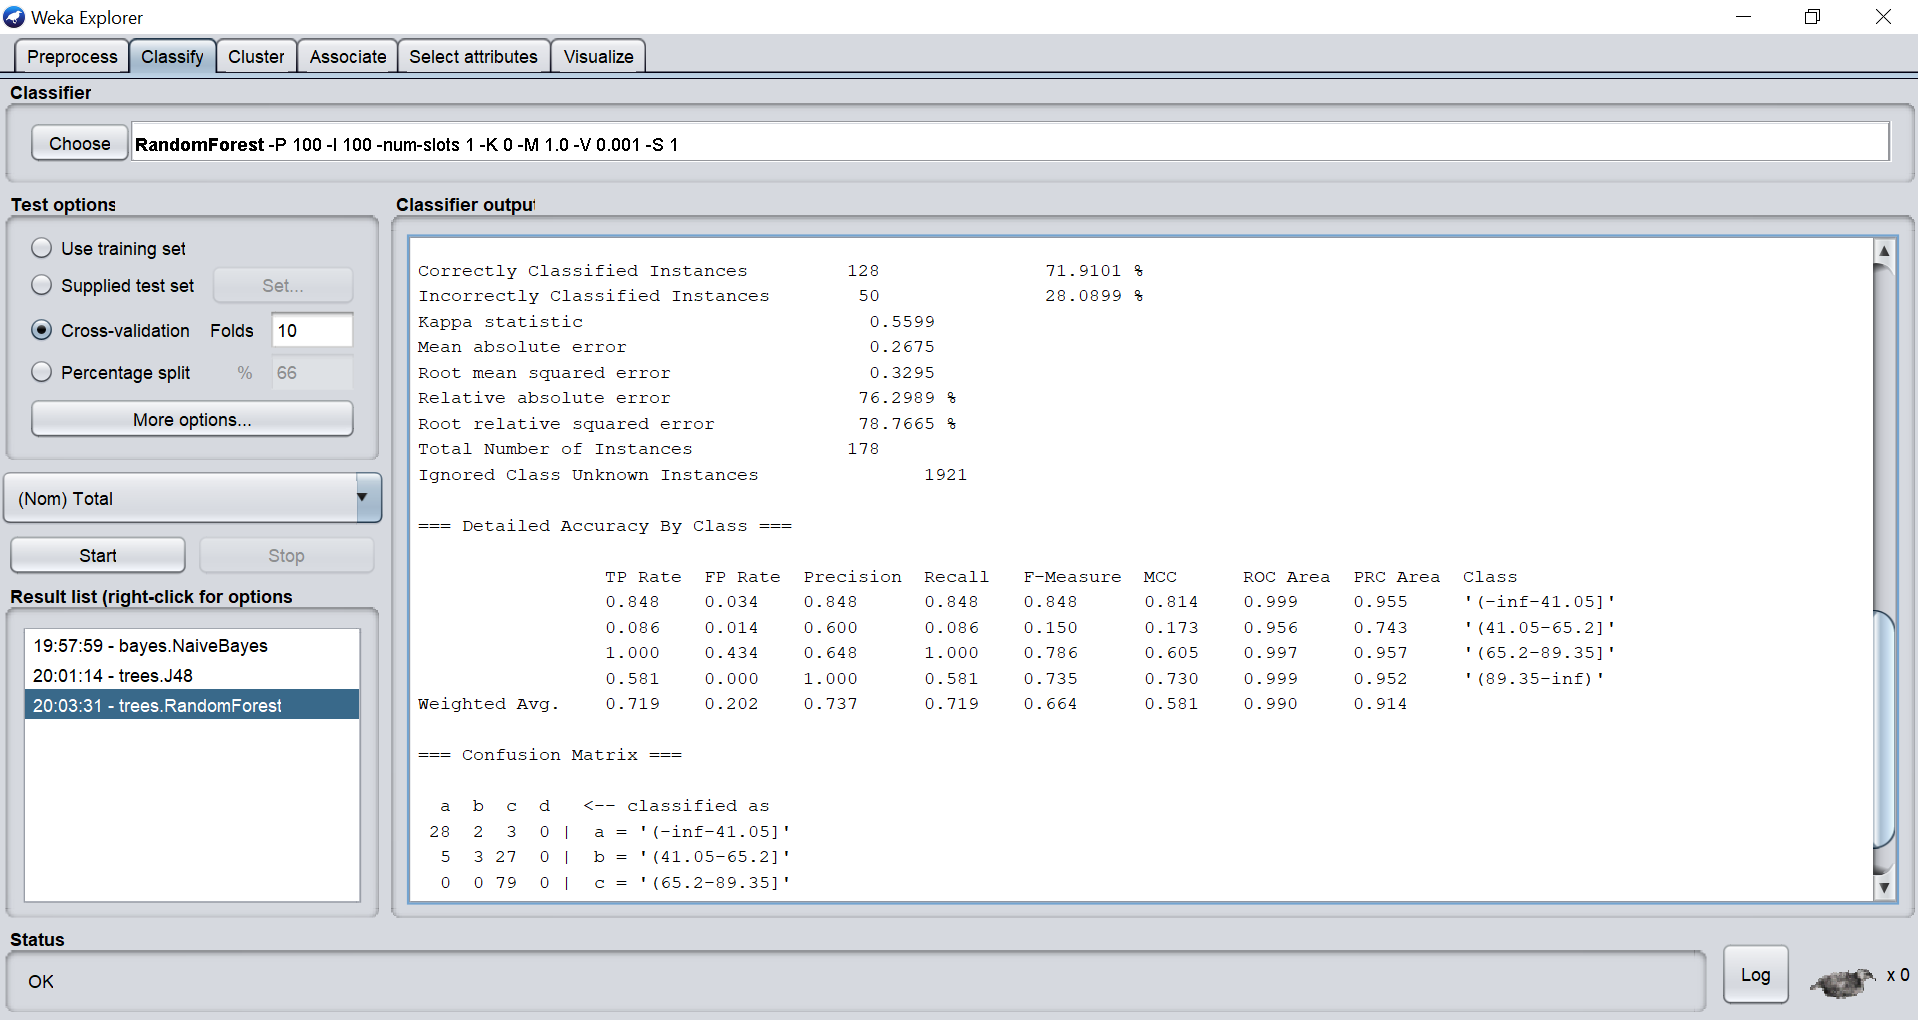 Weka Explorer
Preprocess Classify Cluster Associate Select attributes Visualize
Classifier
Choose RandomForest -P 100 -I 100 -num-slots 1 -K 0 -M 1.0 -V 0.001 -S 1
Test options
Use training set
Supplied test set Set...
Cross-validation Folds 10
Percentage split % 66
More options...
(Nom) Total
Start Stop
Result list (right-click for options
19:57:59 - bayes.NaiveBayes
20:01:14 - trees.J48
20:03:31 - trees.RandomForest
Classifier output
Correctly Classified Instances 128 71.9101 %
Incorrectly Classified Instances 50 28.0899 %
Kappa statistic 0.5599
Mean absolute error 0.2675
Root mean squared error 0.3295
Relative absolute error 76.2989 %
Root relative squared error 78.7665 %
Total Number of Instances 178
Ignored Class Unknown Instances 1921
=== Detailed Accuracy By Class ===
TP Rate FP Rate Precision Recall F-Measure MCC ROC Area PRC Area Class
0.848 0.034 0.848 0.848 0.848 0.814 0.999 0.955 '(-inf-41.05]'
0.086 0.014 0.600 0.086 0.150 0.173 0.956 0.743 '(41.05-65.2]'
1.000 0.434 0.648 1.000 0.786 0.605 0.997 0.957 '(65.2-89.35]'
0.581 0.000 1.000 0.581 0.735 0.730 0.999 0.952 '(89.35-inf)'
Weighted Avg. 0.719 0.202 0.737 0.719 0.664 0.581 0.990 0.914
=== Confusion Matrix ===
a b c d <-- classified as
28 2 3 0 | a = '(-inf-41.05]'
5 3 27 0 | b = '(41.05-65.2]'
0 0 79 0 | c = '(65.2-89.35]'
Status
OK
Log x 0